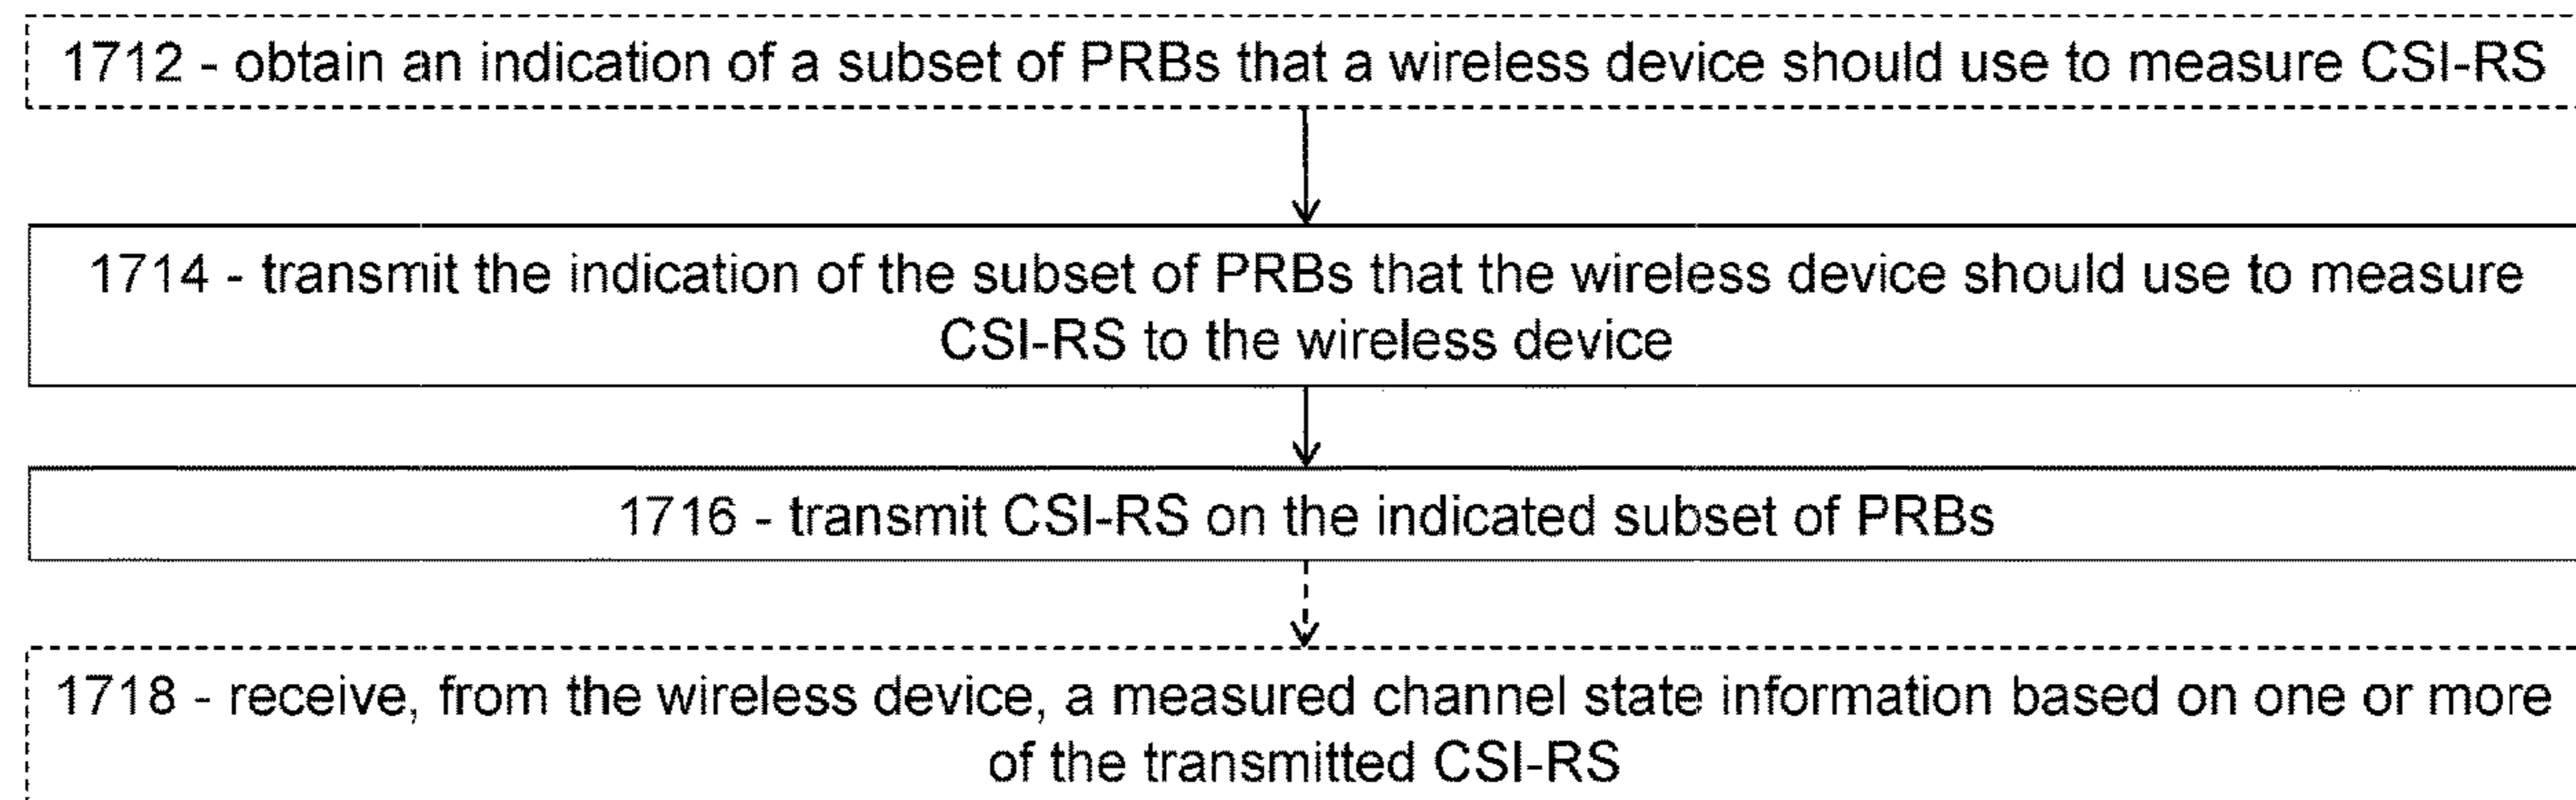 1712 - obtain an indication of a subset of PRBs that a wireless device should use to measure CSI-RS
1714 - transmit the indication of the subset of PRBs that the wireless device should use to measure
CSI-RS to the wireless device
1716 - transmit CSI-RS on the indicated subset of PRBs
1718 - receive, from the wireless device, a measured channel state information based on one or more
of the transmitted CSI-RS